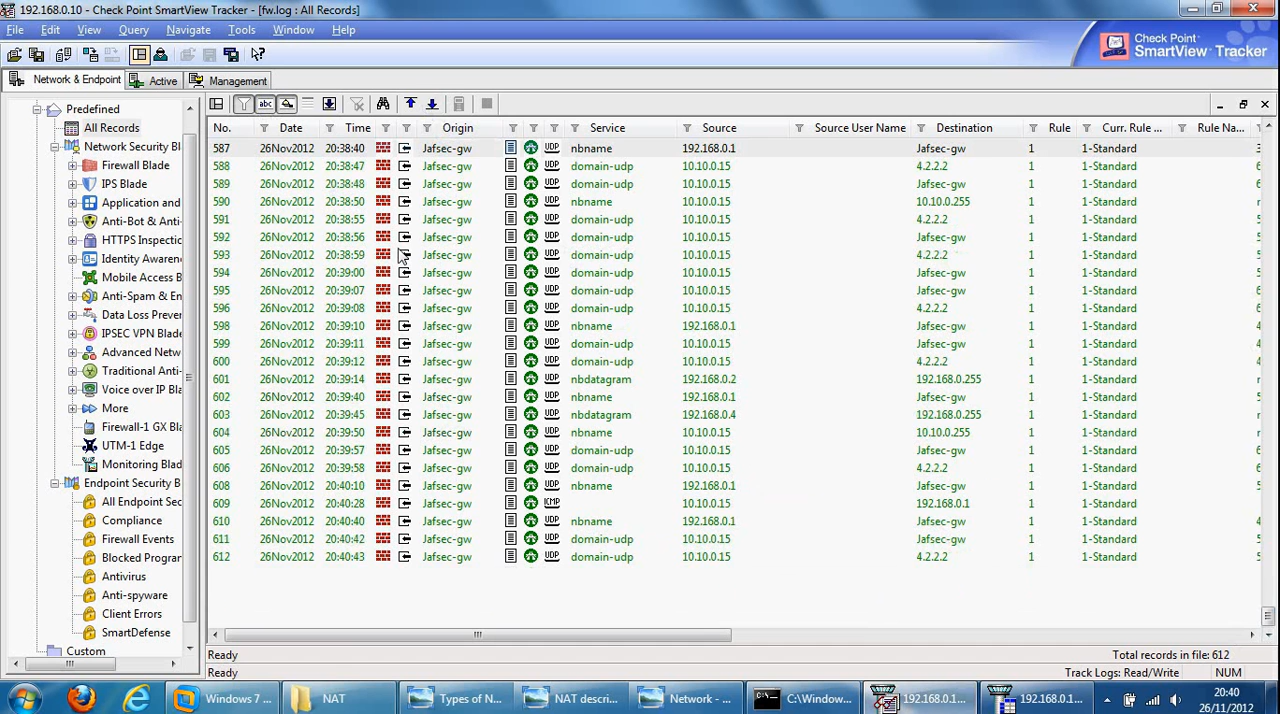 192.168.0.10 - Check Point SmartView Tracker - [fw.log : All Records]
File Edit View Query Navigate Tools Window Help
Check Point
SmartView Tracker
Network & Endpoint Active Management
Predefined
All Records
Network Security Bl
Firewall Blade
IPS Blade
Application and
Anti-Bot & Anti-
HTTPS Inspectic
Identity Awaren
Mobile Access B
Anti-Spam & En
Data Loss Preve
IPSEC VPN Blade
Advanced Netw
Traditional Anti-
Voice over IP Bla
More
Firewall-1 GX Bla
UTM-1 Edge
Monitoring Blad
Endpoint Security B
All Endpoint Sec
Compliance
Firewall Events
Blocked Progran
Antivirus
Anti-spyware
Client Errors
SmartDefense
Custom
No. Date Time Origin Service Source Source User Name Destination Rule Curr. Rule ... Rule Na...
587 26Nov2012 20:38:40 Jafsec-gw UDP nbname 192.168.0.1 Jafsec-gw 1 1-Standard 3
588 26Nov2012 20:38:47 Jafsec-gw UDP domain-udp 10.10.0.15 4.2.2.2 1 1-Standard 6
589 26Nov2012 20:38:48 Jafsec-gw UDP domain-udp 10.10.0.15 Jafsec-gw 1 1-Standard 6
590 26Nov2012 20:38:50 Jafsec-gw UDP nbname 10.10.0.15 10.10.0.255 1 1-Standard r
591 26Nov2012 20:38:55 Jafsec-gw UDP domain-udp 10.10.0.15 4.2.2.2 1 1-Standard 5
592 26Nov2012 20:38:56 Jafsec-gw UDP domain-udp 10.10.0.15 Jafsec-gw 1 1-Standard 5
593 26Nov2012 20:38:59 Jafsec-gw UDP domain-udp 10.10.0.15 4.2.2.2 1 1-Standard 5
594 26Nov2012 20:39:00 Jafsec-gw UDP domain-udp 10.10.0.15 Jafsec-gw 1 1-Standard 5
595 26Nov2012 20:39:07 Jafsec-gw UDP domain-udp 10.10.0.15 Jafsec-gw 1 1-Standard 5
596 26Nov2012 20:39:08 Jafsec-gw UDP domain-udp 10.10.0.15 4.2.2.2 1 1-Standard 5
598 26Nov2012 20:39:10 Jafsec-gw UDP nbname 192.168.0.1 Jafsec-gw 1 1-Standard 4
599 26Nov2012 20:39:11 Jafsec-gw UDP domain-udp 10.10.0.15 Jafsec-gw 1 1-Standard 5
600 26Nov2012 20:39:12 Jafsec-gw UDP domain-udp 10.10.0.15 4.2.2.2 1 1-Standard 5
601 26Nov2012 20:39:14 Jafsec-gw UDP nbdatagram 192.168.0.2 192.168.0.255 1 1-Standard r
602 26Nov2012 20:39:40 Jafsec-gw UDP nbname 192.168.0.1 Jafsec-gw 1 1-Standard 4
603 26Nov2012 20:39:45 Jafsec-gw UDP nbdatagram 192.168.0.4 192.168.0.255 1 1-Standard r
604 26Nov2012 20:39:50 Jafsec-gw UDP nbname 10.10.0.15 10.10.0.255 1 1-Standard r
605 26Nov2012 20:39:57 Jafsec-gw UDP domain-udp 10.10.0.15 Jafsec-gw 1 1-Standard 6
606 26Nov2012 20:39:58 Jafsec-gw UDP domain-udp 10.10.0.15 4.2.2.2 1 1-Standard 6
608 26Nov2012 20:40:10 Jafsec-gw UDP nbname 192.168.0.1 Jafsec-gw 1 1-Standard 5
609 26Nov2012 20:40:28 Jafsec-gw ICMP 10.10.0.15 192.168.0.1 1 1-Standard
610 26Nov2012 20:40:40 Jafsec-gw UDP nbname 192.168.0.1 Jafsec-gw 1 1-Standard 4
611 26Nov2012 20:40:42 Jafsec-gw UDP domain-udp 10.10.0.15 Jafsec-gw 1 1-Standard 5
612 26Nov2012 20:40:43 Jafsec-gw UDP domain-udp 10.10.0.15 4.2.2.2 1 1-Standard 5
Ready Total records in file: 612
Ready Track Logs: Read/Write NUM
Windows 7 ... NAT Types of N... NAT descri... Network - ... C:\Window... 192.168.0.1... 192.168.0.1... 20:40
26/11/2012